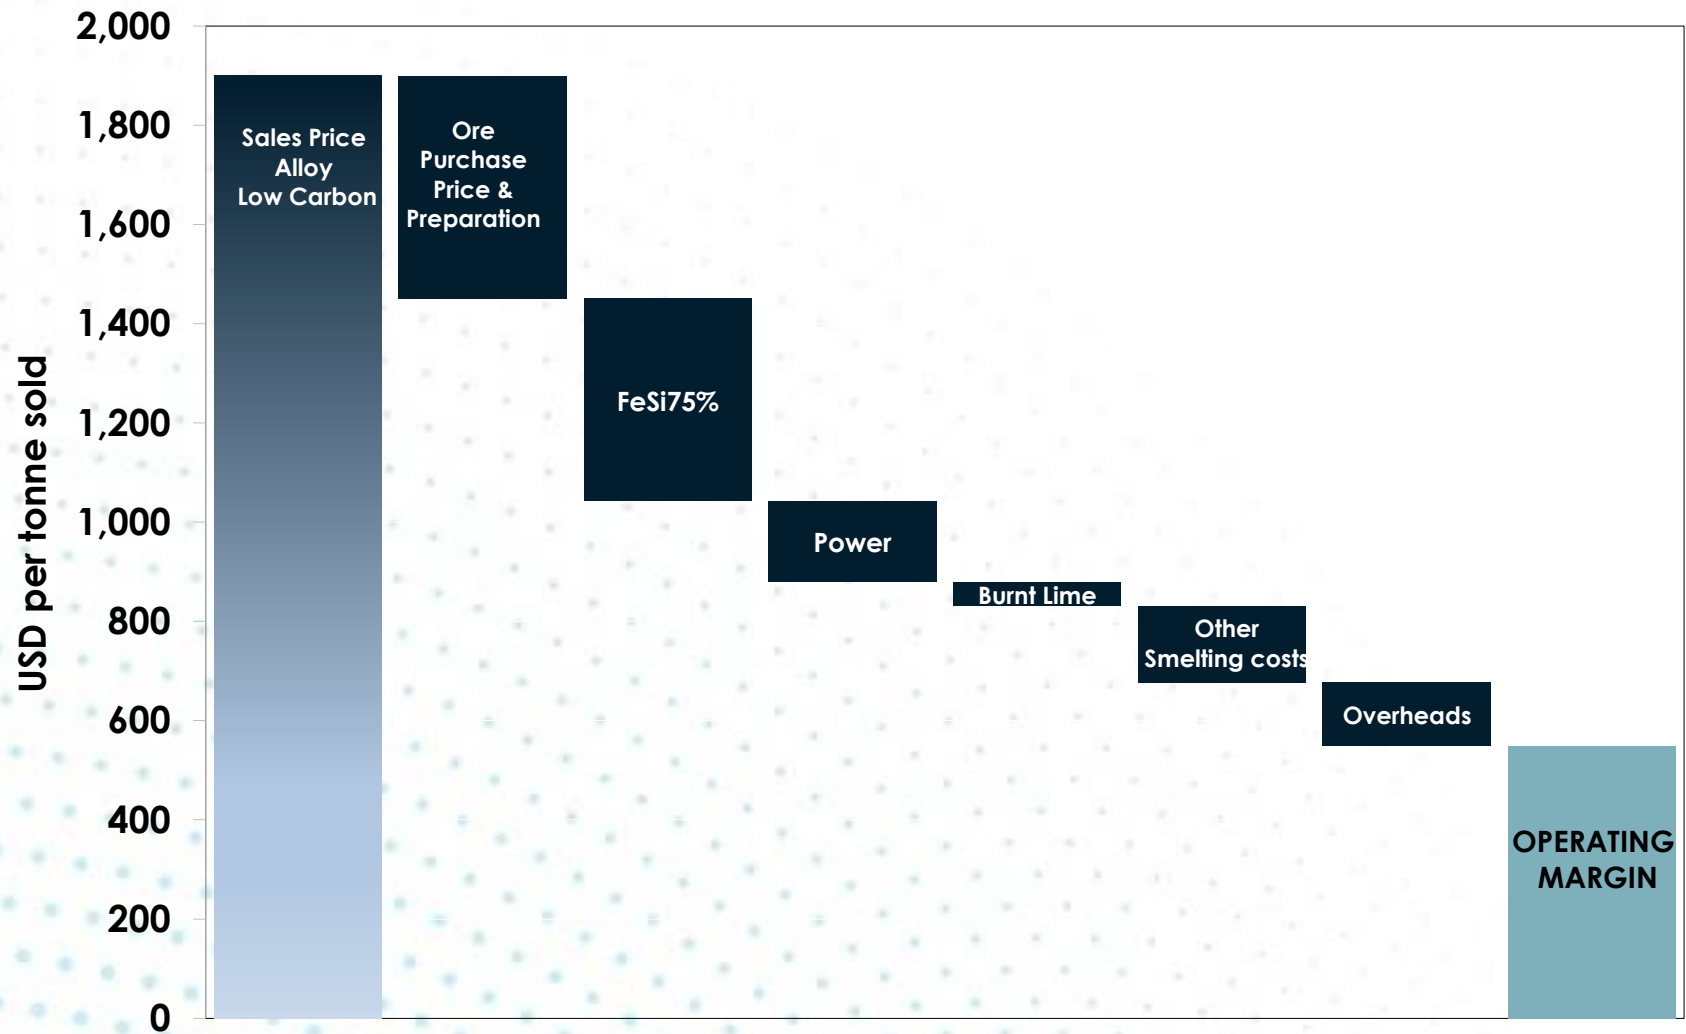 2,000
1,800
1,600
1,400
1,200
1,000
800
600
400
200
0
USD per tonne sold
Sales Price
Alloy
Low Carbon
Ore
Purchase
Price &
Preparation
FeSi75%
Power
Burnt Lime
Other
Smelting costs
Overheads
OPERATING
MARGIN